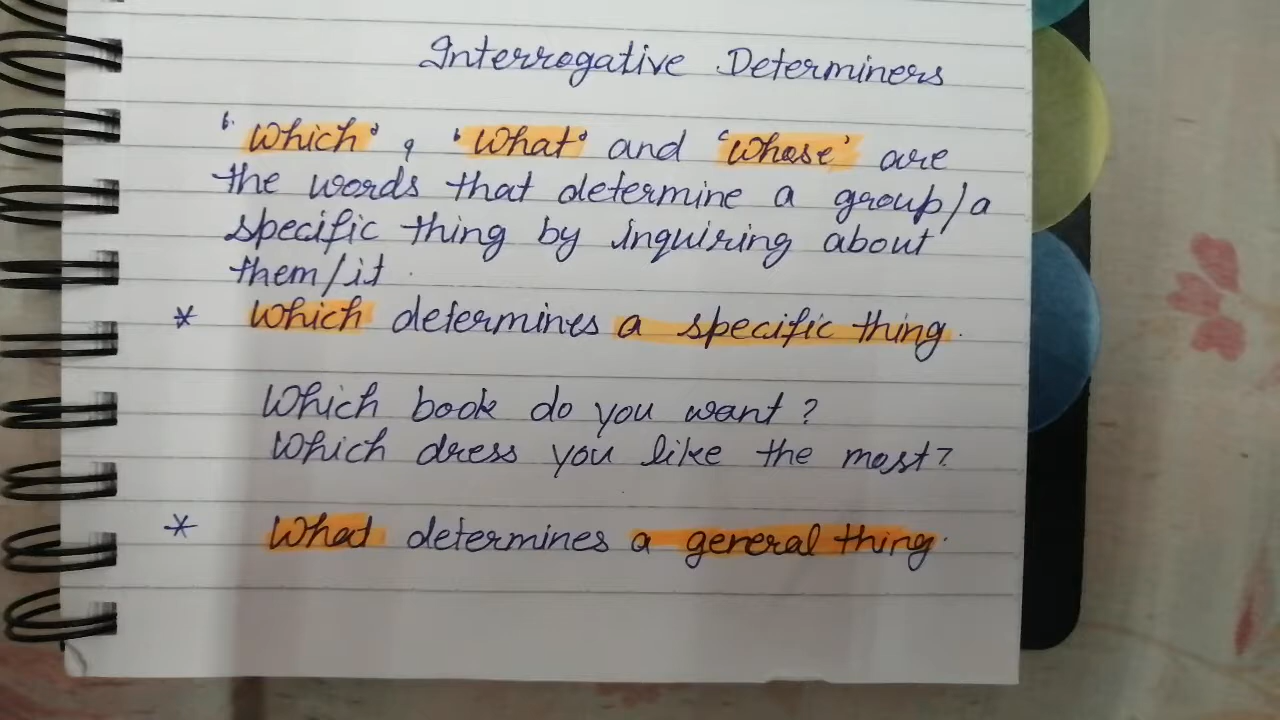 Interrogative Determiners
'Which', 'What' and 'Whose' are
the words that determine a group/a
specific thing by inquiring about
them/it.
* Which determines a specific thing.
Which book do you want?
Which dress you like the most?
* What determines a general thing.